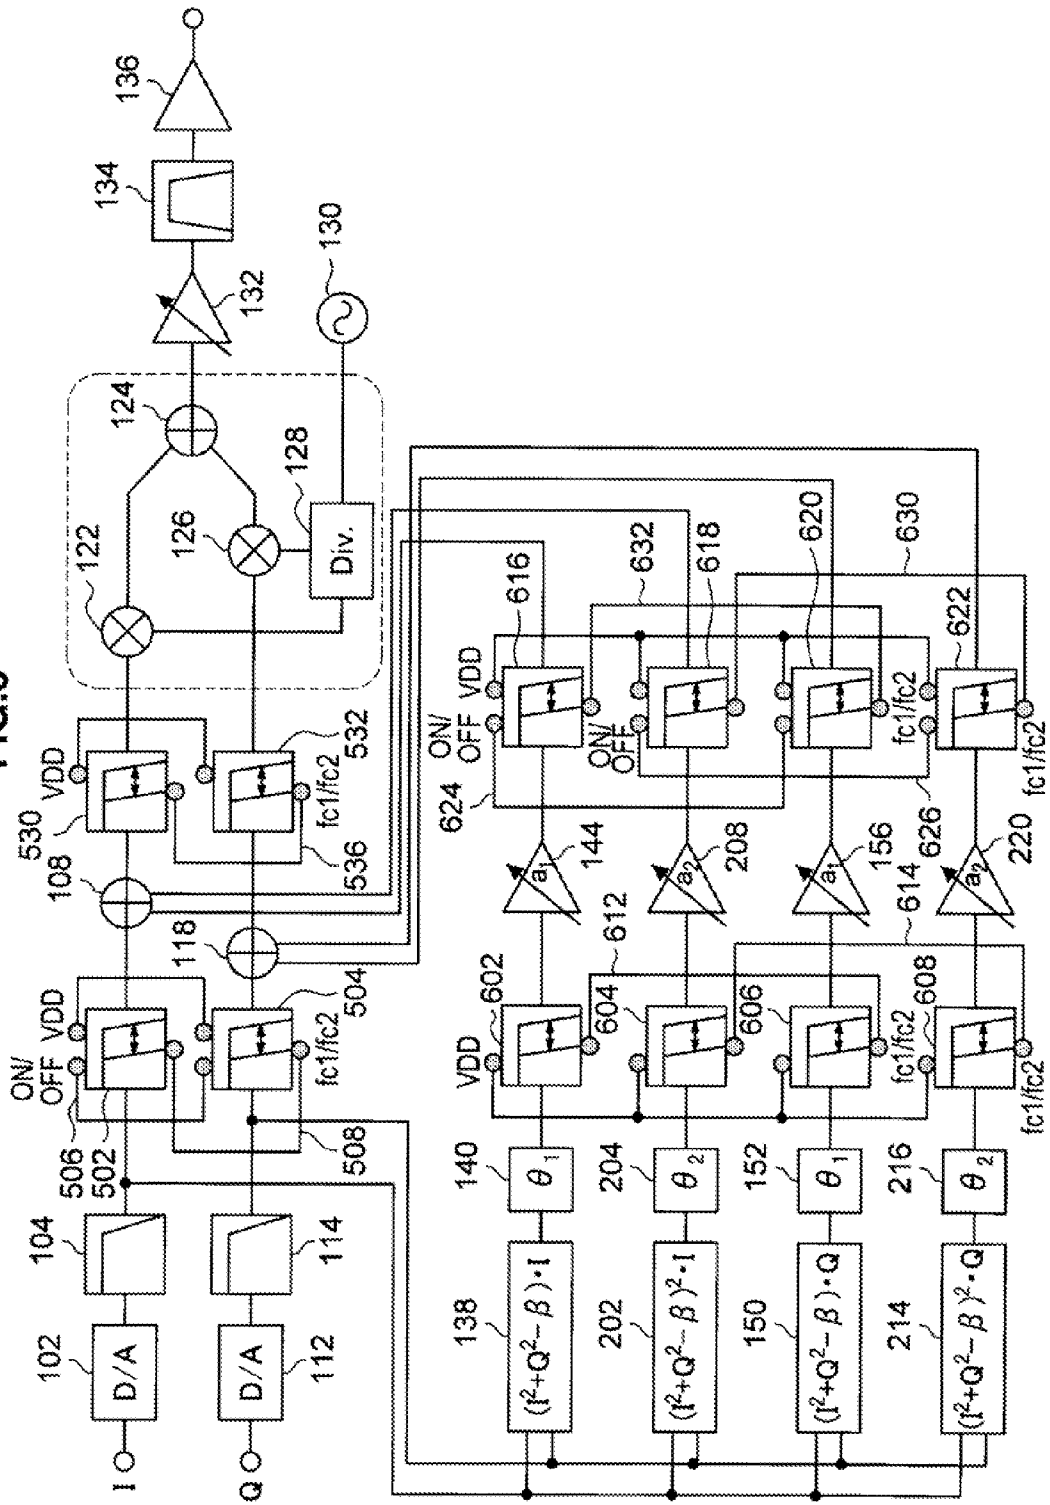 136
134
132
130
124
128
Div.
126
122
VDD
530
532
fc1/fc2
536
108
118
ON/
OFF
VDD
506
502
504
fc1/fc2
508
104
114
102
D/A
112
D/A
I
Q
616
632
618
620
630
622
ON/
OFF
VDD
ON/
OFF
fc1/fc2
fc1/fc2
624
626
a1
144
a2
208
a1
156
a2
220
612
614
VDD
602
604
606
608
fc1/fc2
fc1/fc2
140
θ1
204
θ2
152
θ1
216
θ2
138
(I²+Q²−β)•I
202
(I²+Q²−β)²•I
150
(I²+Q²−β)•Q
214
(I²+Q²−β)²•Q